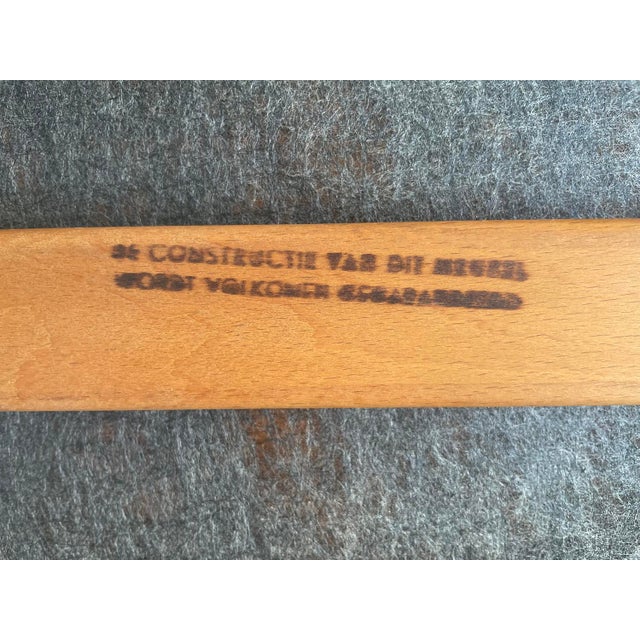 DE CONSTRUCTIE VAN DIT MEUBEL
WORDT VOLKOMEN GEGARANDEERD